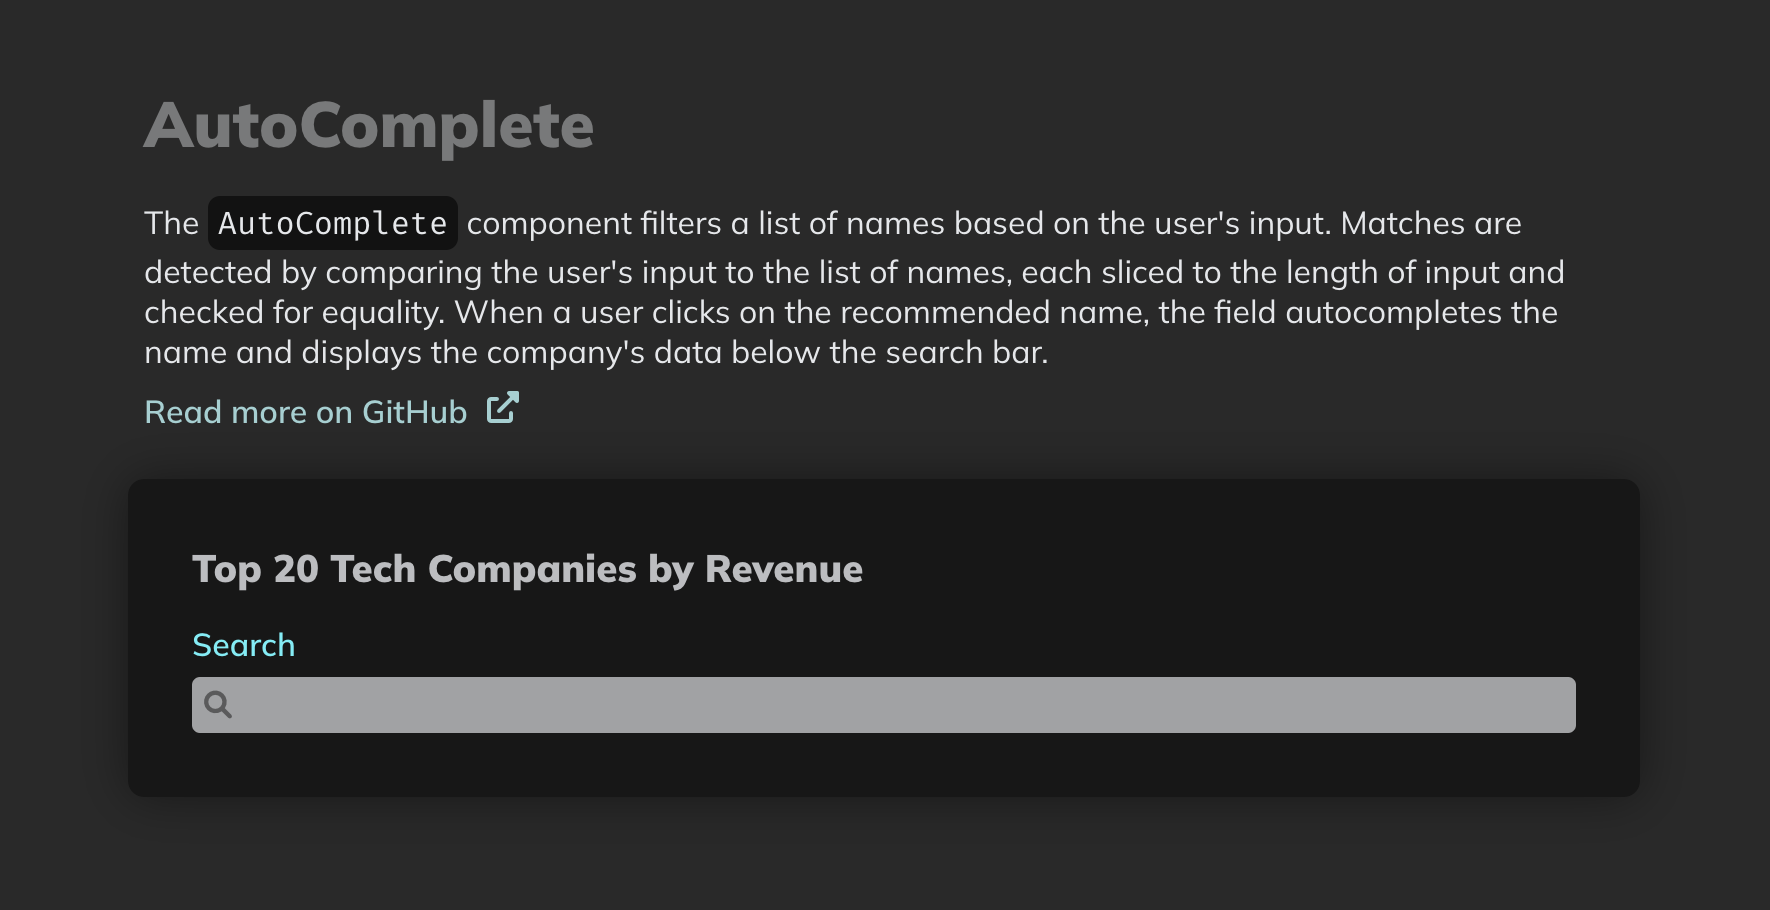 AutoComplete
The AutoComplete component filters a list of names based on the user's input. Matches are
detected by comparing the user's input to the list of names, each sliced to the length of input and
checked for equality. When a user clicks on the recommended name, the field autocompletes the
name and displays the company's data below the search bar.
Read more on GitHub
Top 20 Tech Companies by Revenue
Search